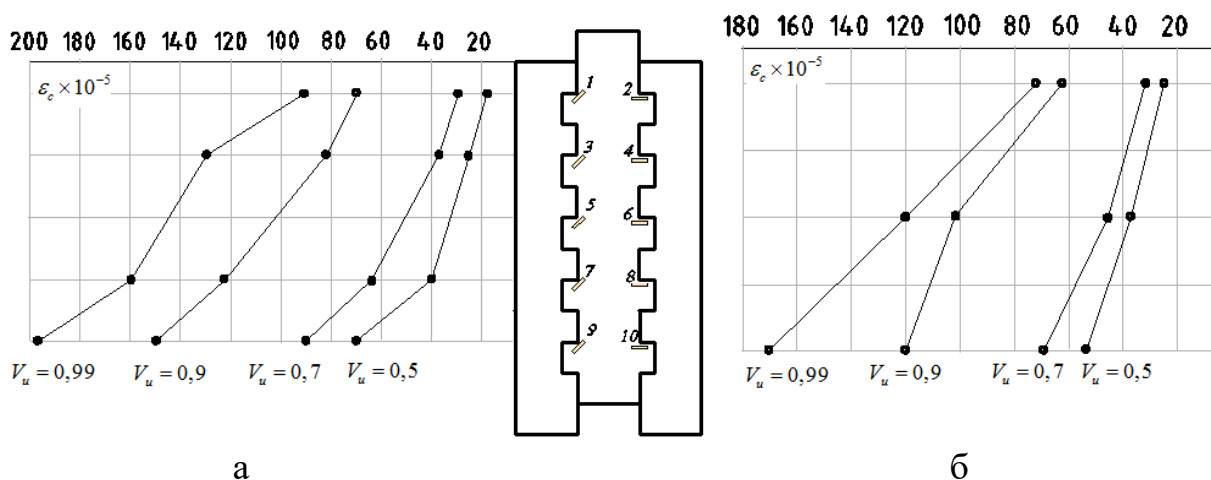 200 180 160 140 120 100 80 60 40 20
ε_c × 10⁻⁵
V_u = 0,99 V_u = 0,9 V_u = 0,7 V_u = 0,5
а
1 2
3 4
5 6
7 8
9 10
180 160 140 120 100 80 60 40 20
ε_c × 10⁻⁵
V_u = 0,99 V_u = 0,9 V_u = 0,7 V_u = 0,5
б